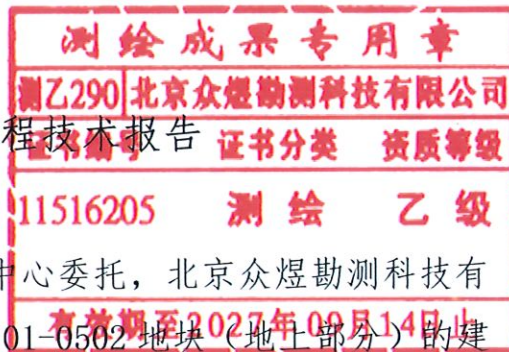 测绘成果专用章
测乙290 北京众煜勘测科技有限公司
程技术报告
证书编号 证书分类 资质等级
11516205 测绘 乙级
中心委托，北京众煜勘测科技有
有效期至2027年09月14日止
01-0502地块（地上部分）的建